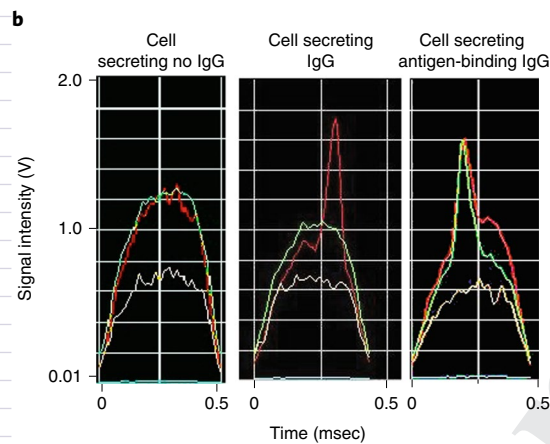 b
Cell
secreting no IgG
Cell secreting
IgG
Cell secreting
antigen-binding IgG
2.0
1.0
0.01
Signal intensity (V)
0
0.5
0
0.5
0
0.5
Time (msec)